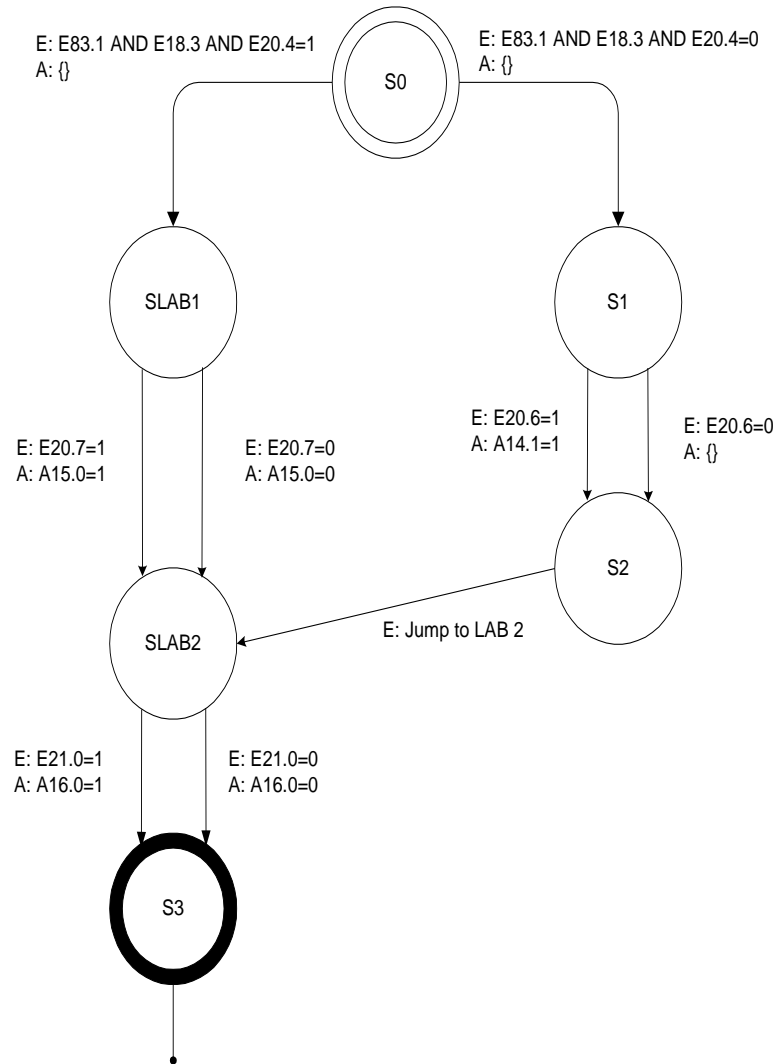 E: E83.1 AND E18.3 AND E20.4=1
A: {}
E: E83.1 AND E18.3 AND E20.4=0
A: {}
S0
SLAB1
S1
E: E20.7=1
A: A15.0=1
E: E20.7=0
A: A15.0=0
E: E20.6=1
A: A14.1=1
E: E20.6=0
A: {}
S2
SLAB2
E: Jump to LAB 2
E: E21.0=1
A: A16.0=1
E: E21.0=0
A: A16.0=0
S3